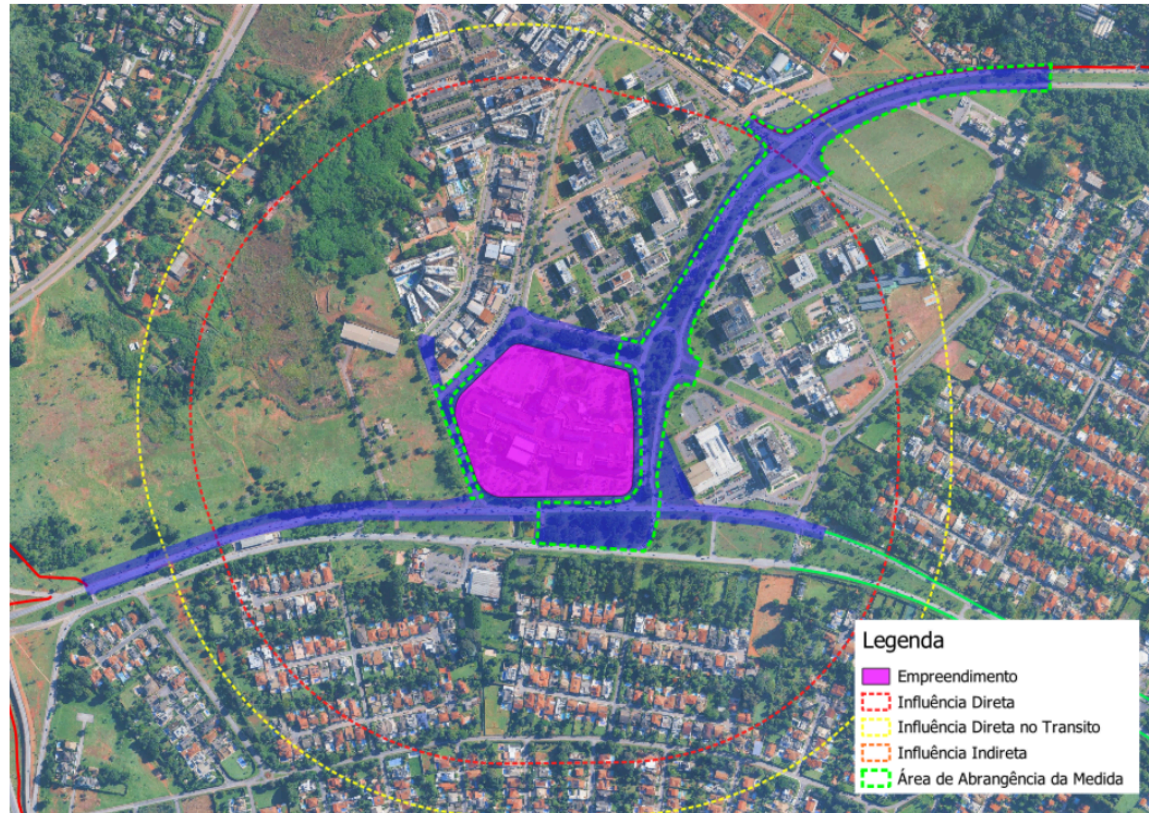 Legenda
Empreendimento
Influência Direta
Influência Direta no Transito
Influência Indireta
Área de Abrangência da Medida